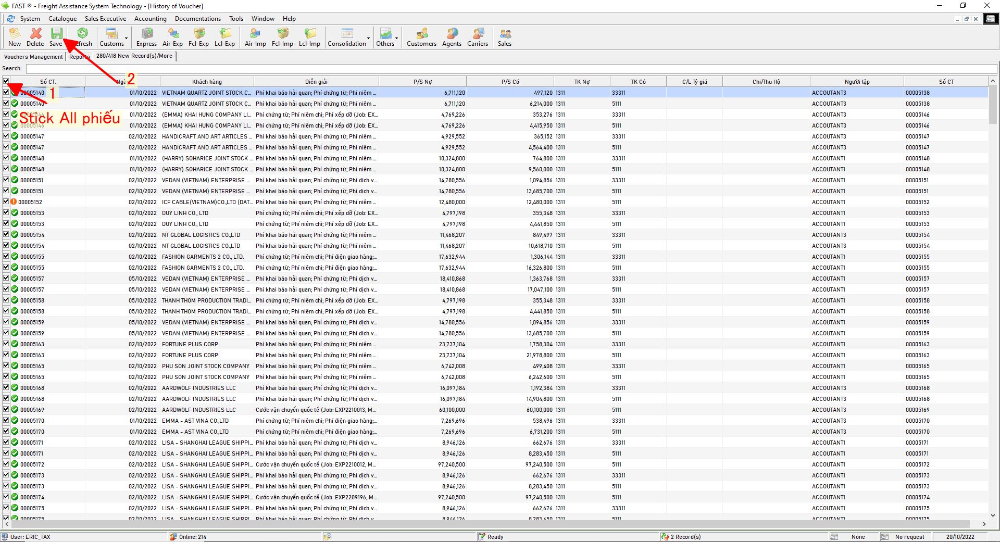 FAST ® - Freight Assistance System Technology - [History of Voucher]
System Catalogue Sales Executive Accounting Documentations Tools Window Help
New Delete Save Refresh Customs Express Air-Exp Fcl-Exp Lcl-Exp Air-Imp Fcl-Imp Lcl-Imp Consolidation Others Customers Agents Carriers Sales
Vouchers Management Reports 280/418 New Record(s)/More
Search:
2
Số CT. Khách hàng Diễn giải P/S Nợ P/S Có TK Nợ TK Có C/L Tỷ giá Chi/Thu Hộ Người lập Số CT
1
Stick All phiếu
00005140 01/10/2022 VIETNAM QUARTZ JOINT STOCK C... Phí khai báo hải quan; Phí chứng từ; Phí niêm ... 6,711,120 497,120 1311 33311 ACCOUTANT3 00005138
00005140 01/10/2022 VIETNAM QUARTZ JOINT STOCK C... Phí khai báo hải quan; Phí chứng từ; Phí niêm ... 6,711,120 6,214,000 1311 5111 ACCOUTANT3 00005138
00005146 01/10/2022 (EMMA) KHAI HUNG COMPANY LI... Phí chứng từ; Phí niêm chì; Phí xếp dỡ (Job: EX... 4,769,226 353,276 1311 33311 ACCOUTANT3 00005146
00005146 01/10/2022 (EMMA) KHAI HUNG COMPANY LI... Phí chứng từ; Phí niêm chì; Phí xếp dỡ (Job: EX... 4,769,226 4,415,950 1311 5111 ACCOUTANT3 00005146
00005147 02/10/2022 HANDICRAFT AND ART ARTICLES ... Phí khai báo hải quan; Phí chứng từ; Phí niêm ... 4,929,552 365,152 1311 33311 ACCOUTANT3 00005147
00005147 02/10/2022 HANDICRAFT AND ART ARTICLES ... Phí khai báo hải quan; Phí chứng từ; Phí niêm ... 4,929,552 4,564,400 1311 5111 ACCOUTANT3 00005147
00005148 01/10/2022 (HARRY) SOHARICE JOINT STOCK ... Phí khai báo hải quan; Phí chứng từ; Phí niêm ... 10,324,800 764,800 1311 33311 ACCOUTANT1 00005148
00005148 01/10/2022 (HARRY) SOHARICE JOINT STOCK ... Phí khai báo hải quan; Phí chứng từ; Phí niêm ... 10,324,800 9,560,000 1311 5111 ACCOUTANT1 00005148
00005151 02/10/2022 VEDAN (VIETNAM) ENTERPRISE ... Phí khai báo hải quan; Phí chứng từ; Phí dịch v... 14,780,556 1,094,856 1311 33311 ACCOUTANT1 00005151
00005151 02/10/2022 VEDAN (VIETNAM) ENTERPRISE ... Phí khai báo hải quan; Phí chứng từ; Phí dịch v... 14,780,556 13,685,700 1311 5111 ACCOUTANT1 00005151
00005152 02/10/2022 ICF CABLE(VIETNAM)CO.,LTD (DAT... Phí khai báo hải quan; Phí chứng từ; Phí niêm ... 12,480,000 12,480,000 1311 5111 ACCOUTANT1 00005152
00005153 02/10/2022 DUY LINH CO., LTD Phí chứng từ; Phí niêm chì; Phí xếp dỡ (Job: EX... 4,797,198 355,348 1311 33311 ACCOUTANT1 00005153
00005153 02/10/2022 DUY LINH CO., LTD Phí chứng từ; Phí niêm chì; Phí xếp dỡ (Job: EX... 4,797,198 4,441,850 1311 5111 ACCOUTANT1 00005153
00005154 02/10/2022 NT GLOBAL LOGISTICS CO.,LTD Phí khai báo hải quan; Phí chứng từ; Phí niêm ... 11,468,207 849,497 1311 33311 ACCOUTANT3 00005154
00005154 02/10/2022 NT GLOBAL LOGISTICS CO.,LTD Phí khai báo hải quan; Phí chứng từ; Phí niêm ... 11,468,207 10,618,710 1311 5111 ACCOUTANT3 00005154
00005155 02/10/2022 FASHION GARMENTS 2 CO., LTD. Phí chứng từ; Phí niêm chì; Phí điện giao hàng;... 17,632,944 1,306,144 1311 33311 ACCOUTANT1 00005155
00005155 02/10/2022 FASHION GARMENTS 2 CO., LTD. Phí chứng từ; Phí niêm chì; Phí điện giao hàng;... 17,632,944 16,326,800 1311 5111 ACCOUTANT1 00005155
00005157 05/10/2022 VEDAN (VIETNAM) ENTERPRISE ... Phí khai báo hải quan; Phí chứng từ; Phí dịch v... 18,410,868 1,363,768 1311 33311 ACCOUTANT1 00005157
00005157 05/10/2022 VEDAN (VIETNAM) ENTERPRISE ... Phí khai báo hải quan; Phí chứng từ; Phí dịch v... 18,410,868 17,047,100 1311 5111 ACCOUTANT1 00005157
00005158 05/10/2022 THANH THOM PRODUCTION TRADI... Phí chứng từ; Phí niêm chì; Phí xếp dỡ (Job: EX... 4,797,198 355,348 1311 33311 ACCOUTANT1 00005158
00005158 05/10/2022 THANH THOM PRODUCTION TRADI... Phí chứng từ; Phí niêm chì; Phí xếp dỡ (Job: EX... 4,797,198 4,441,850 1311 5111 ACCOUTANT1 00005158
00005159 05/10/2022 VEDAN (VIETNAM) ENTERPRISE ... Phí khai báo hải quan; Phí chứng từ; Phí dịch v... 14,780,556 1,094,856 1311 33311 ACCOUTANT1 00005159
00005159 05/10/2022 VEDAN (VIETNAM) ENTERPRISE ... Phí khai báo hải quan; Phí chứng từ; Phí dịch v... 14,780,556 13,685,700 1311 5111 ACCOUTANT1 00005159
00005163 02/10/2022 FORTUNE PLUS CORP Phí khai báo hải quan; Phí chứng từ; Phí niêm ... 23,737,104 1,758,304 1311 33311 ACCOUTANT1 00005163
00005163 02/10/2022 FORTUNE PLUS CORP Phí khai báo hải quan; Phí chứng từ; Phí niêm ... 23,737,104 21,978,800 1311 5111 ACCOUTANT1 00005163
00005165 02/10/2022 PHU SON JOINT STOCK COMPANY Phí khai báo hải quan; Phí chứng từ; Phí niêm ... 6,742,008 499,408 1311 33311 ACCOUTANT1 00005165
00005165 02/10/2022 PHU SON JOINT STOCK COMPANY Phí khai báo hải quan; Phí chứng từ; Phí niêm ... 6,742,008 6,242,600 1311 5111 ACCOUTANT1 00005165
00005168 02/10/2022 AARDWOLF INDUSTRIES LLC Phí khai báo hải quan; Phí chứng từ; Phí dịch v... 16,097,184 1,192,384 1311 33311 ACCOUTANT3 00005168
00005168 02/10/2022 AARDWOLF INDUSTRIES LLC Phí khai báo hải quan; Phí chứng từ; Phí dịch v... 16,097,184 14,904,800 1311 5111 ACCOUTANT3 00005168
00005169 02/10/2022 AARDWOLF INDUSTRIES LLC Cước vận chuyển quốc tế (Job: EXP2210013, M... 60,100,000 60,100,000 1311 5111 ACCOUTANT3 00005169
00005170 01/10/2022 EMMA - AST VINA CO.,LTD Phí chứng từ; Phí niêm chì; Phí điện giao hàng;... 7,269,696 538,496 1311 33311 ACCOUTANT3 00005170
00005170 01/10/2022 EMMA - AST VINA CO.,LTD Phí chứng từ; Phí niêm chì; Phí điện giao hàng;... 7,269,696 6,731,200 1311 5111 ACCOUTANT3 00005170
00005171 02/10/2022 LISA - SHANGHAI LEAGUE SHIPPI... Phí khai báo hải quan; Phí chứng từ; Phí dịch v... 8,946,126 662,676 1311 33311 ACCOUTANT1 00005171
00005171 02/10/2022 LISA - SHANGHAI LEAGUE SHIPPI... Phí khai báo hải quan; Phí chứng từ; Phí dịch v... 8,946,126 8,283,450 1311 5111 ACCOUTANT1 00005171
00005172 02/10/2022 LISA - SHANGHAI LEAGUE SHIPPI... Cước vận chuyển quốc tế (Job: EXP2210012, M... 97,240,500 97,240,500 1311 5111 ACCOUTANT1 00005172
00005173 02/10/2022 LISA - SHANGHAI LEAGUE SHIPPI... Phí khai báo hải quan; Phí chứng từ; Phí dịch v... 8,946,126 662,676 1311 33311 ACCOUTANT1 00005173
00005173 02/10/2022 LISA - SHANGHAI LEAGUE SHIPPI... Phí khai báo hải quan; Phí chứng từ; Phí dịch v... 8,946,126 8,283,450 1311 5111 ACCOUTANT1 00005173
00005174 02/10/2022 LISA - SHANGHAI LEAGUE SHIPPI... Cước vận chuyển quốc tế (Job: EXP2209196, M... 97,240,500 97,240,500 1311 5111 ACCOUTANT1 00005174
00005175 02/10/2022 LISA - SHANGHAI LEAGUE SHIPPI... Phí khai báo hải quan; Phí chứng từ; Phí dịch v... 8,946,126 662,676 1311 33311 ACCOUTANT1 00005175
00005175 02/10/2022 LISA - SHANGHAI LEAGUE SHIPPI... Phí khai báo hải quan; Phí chứng từ; Phí dịch v... 8,946,126 8,283,450 1311 5111 ACCOUTANT1 00005175
User: ERIC_TAX Online: 214 Ready 2 Record(s) None No request 20/10/2022